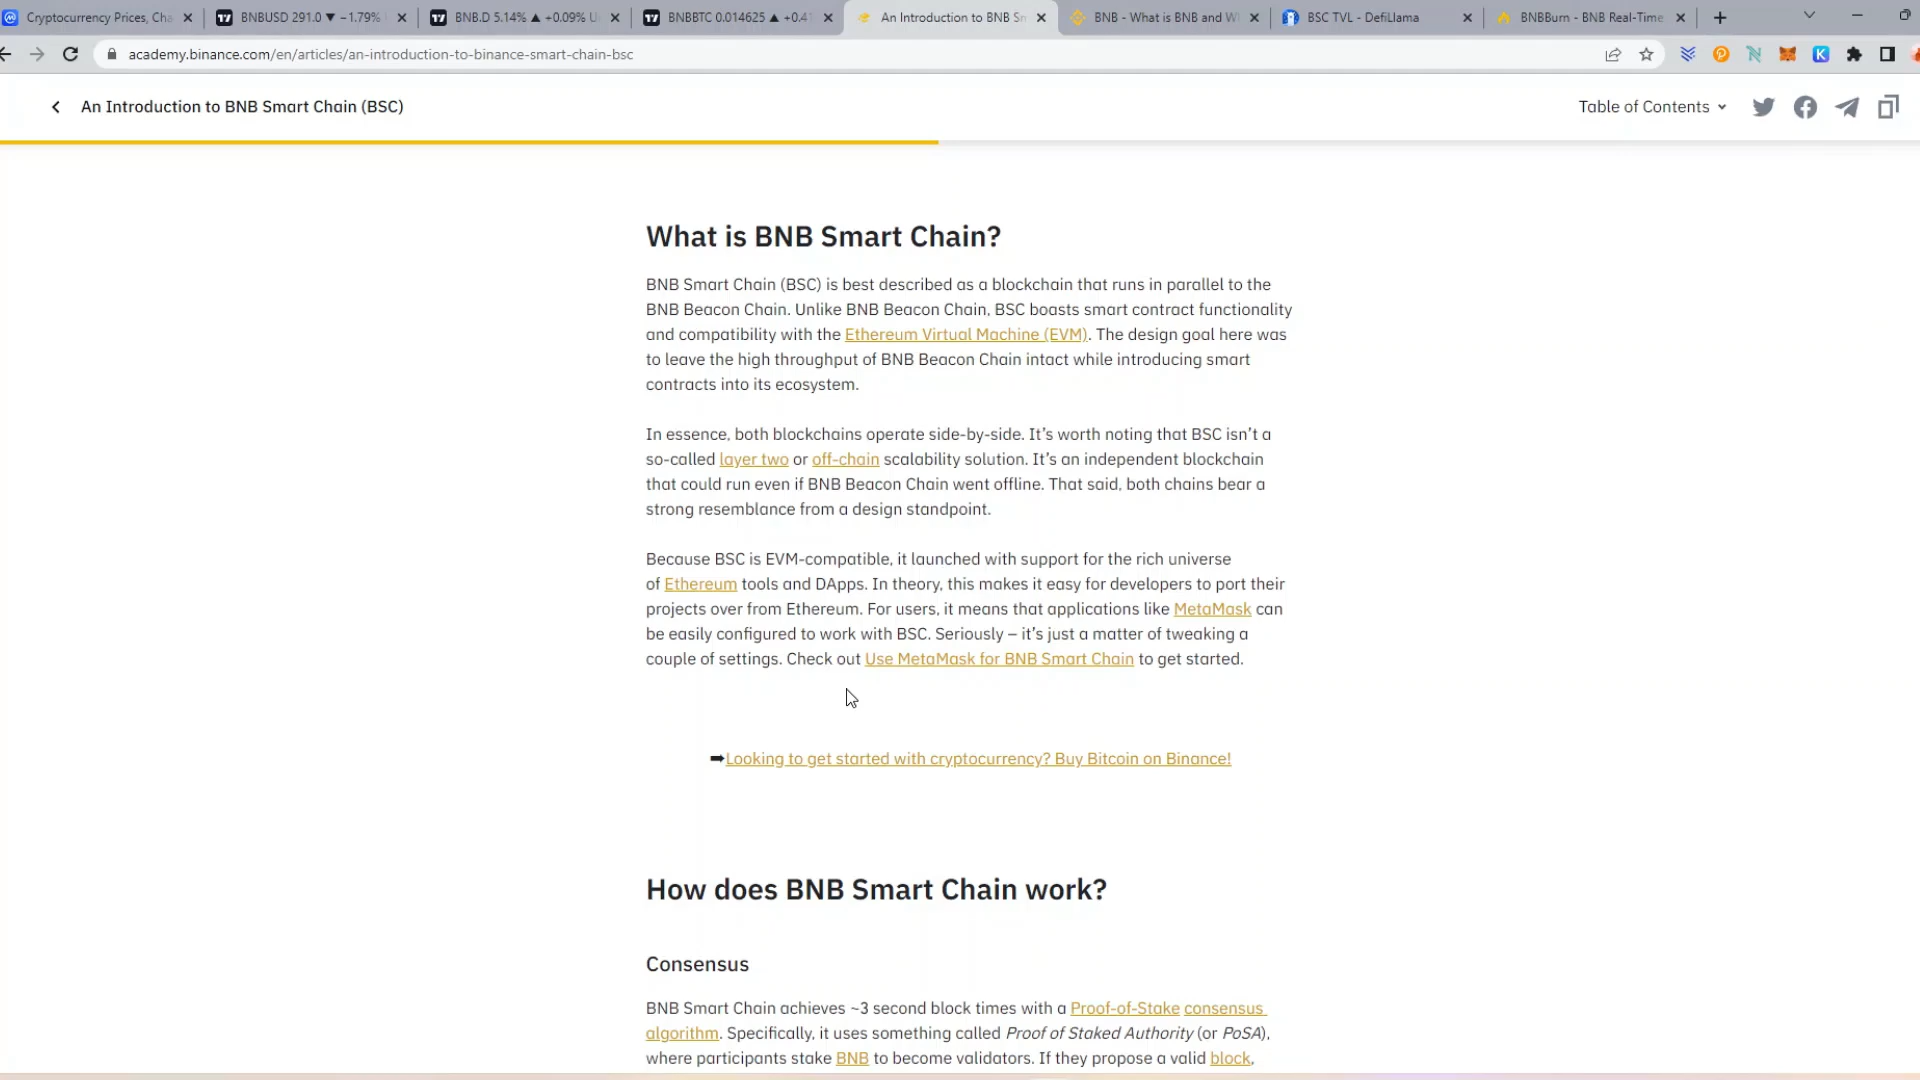 Cryptocurrency Prices, Cha
BNBUSD 291.0 ▼ −1.79%
BNB.D 5.14% ▲ +0.09% U
BNBBTC 0.014625 ▲ +0.4
An Introduction to BNB Sm
BNB - What is BNB and W
BSC TVL - DefiLlama
BNBBurn - BNB Real-Time
academy.binance.com/en/articles/an-introduction-to-binance-smart-chain-bsc
An Introduction to BNB Smart Chain (BSC)
Table of Contents
What is BNB Smart Chain?
BNB Smart Chain (BSC) is best described as a blockchain that runs in parallel to the
BNB Beacon Chain. Unlike BNB Beacon Chain, BSC boasts smart contract functionality
and compatibility with the Ethereum Virtual Machine (EVM). The design goal here was
to leave the high throughput of BNB Beacon Chain intact while introducing smart
contracts into its ecosystem.
In essence, both blockchains operate side-by-side. It’s worth noting that BSC isn’t a
so-called layer two or off-chain scalability solution. It’s an independent blockchain
that could run even if BNB Beacon Chain went offline. That said, both chains bear a
strong resemblance from a design standpoint.
Because BSC is EVM-compatible, it launched with support for the rich universe
of Ethereum tools and DApps. In theory, this makes it easy for developers to port their
projects over from Ethereum. For users, it means that applications like MetaMask can
be easily configured to work with BSC. Seriously – it’s just a matter of tweaking a
couple of settings. Check out Use MetaMask for BNB Smart Chain to get started.
➡Looking to get started with cryptocurrency? Buy Bitcoin on Binance!
How does BNB Smart Chain work?
Consensus
BNB Smart Chain achieves ~3 second block times with a Proof-of-Stake consensus
algorithm. Specifically, it uses something called Proof of Staked Authority (or PoSA),
where participants stake BNB to become validators. If they propose a valid block,